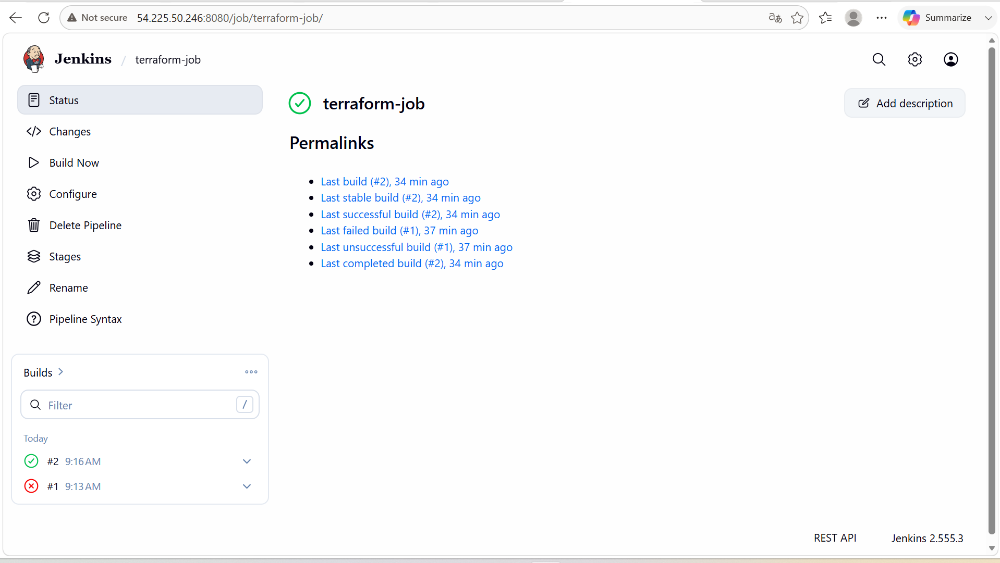 Not secure 54.225.50.246:8080/job/terraform-job/
Summarize
Jenkins / terraform-job
Status
Changes
Build Now
Configure
Delete Pipeline
Stages
Rename
Pipeline Syntax
Builds
Filter /
Today
#2 9:16 AM
#1 9:13 AM
terraform-job
Add description
Permalinks
Last build (#2), 34 min ago
Last stable build (#2), 34 min ago
Last successful build (#2), 34 min ago
Last failed build (#1), 37 min ago
Last unsuccessful build (#1), 37 min ago
Last completed build (#2), 34 min ago
REST API
Jenkins 2.555.3